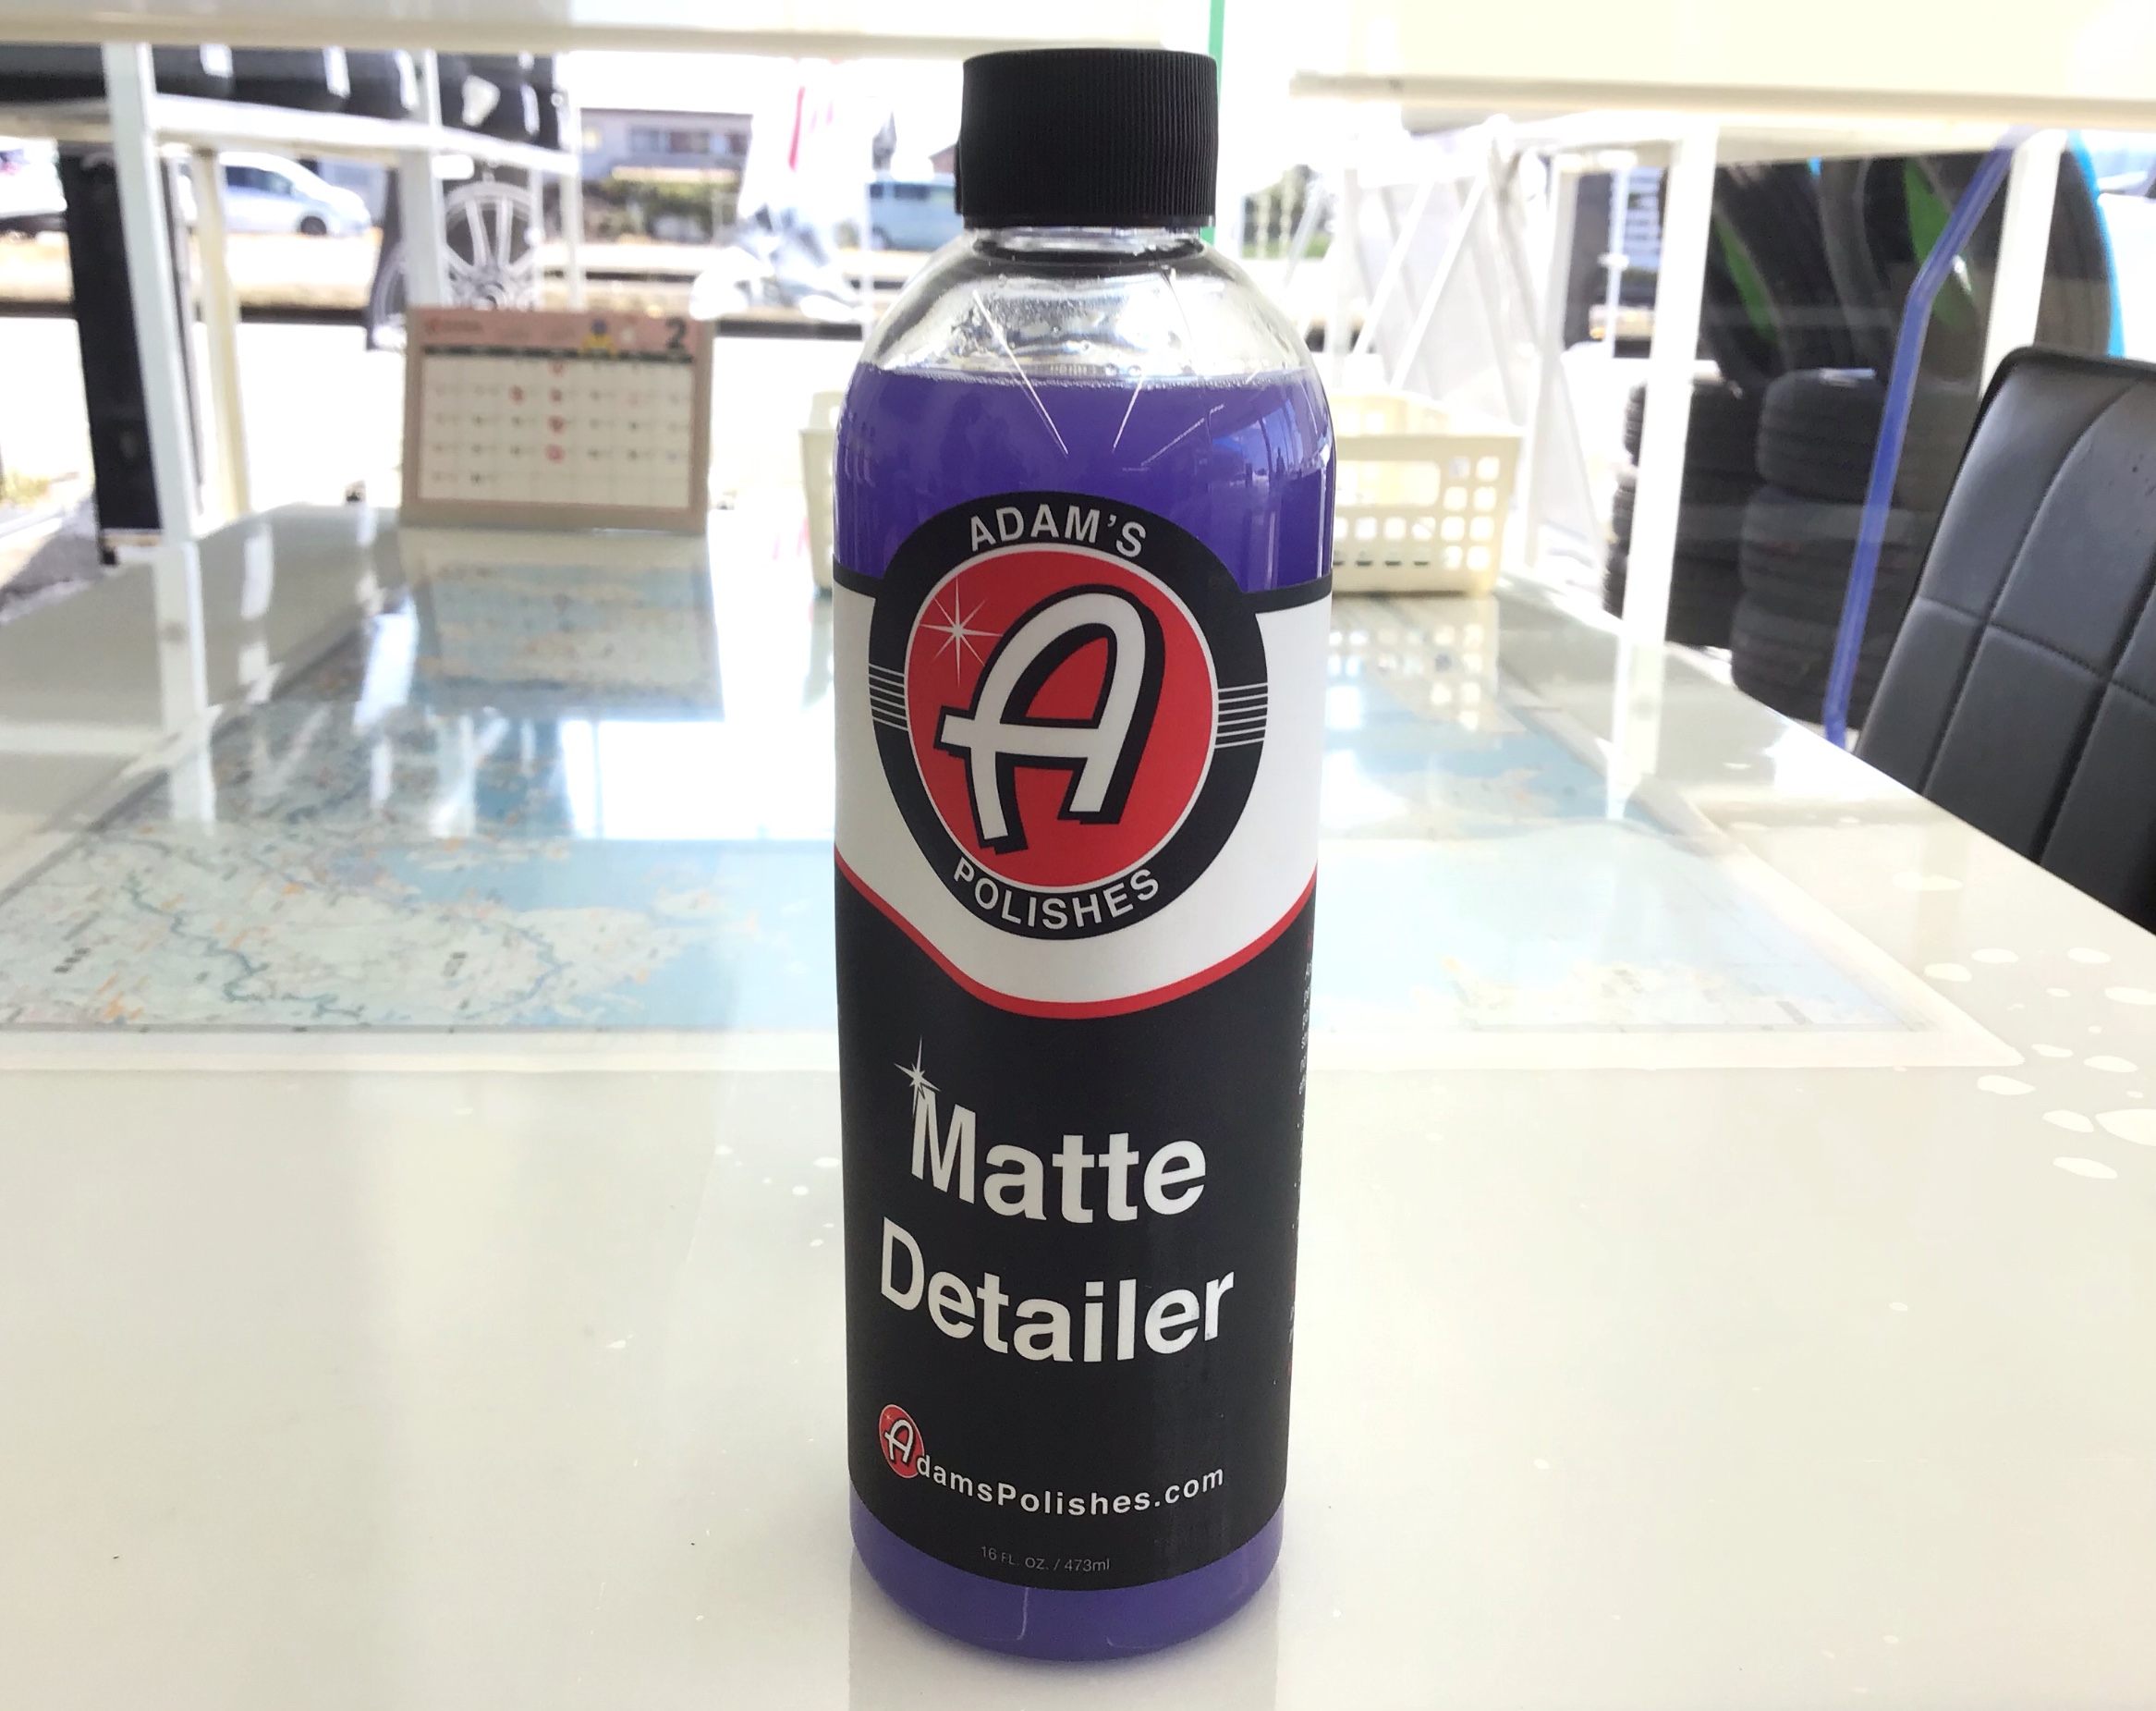 2
ADAM'S
A
POLISHES
Matte
Detailer
AdamsPolishes.com
16 FL. OZ. / 473ml